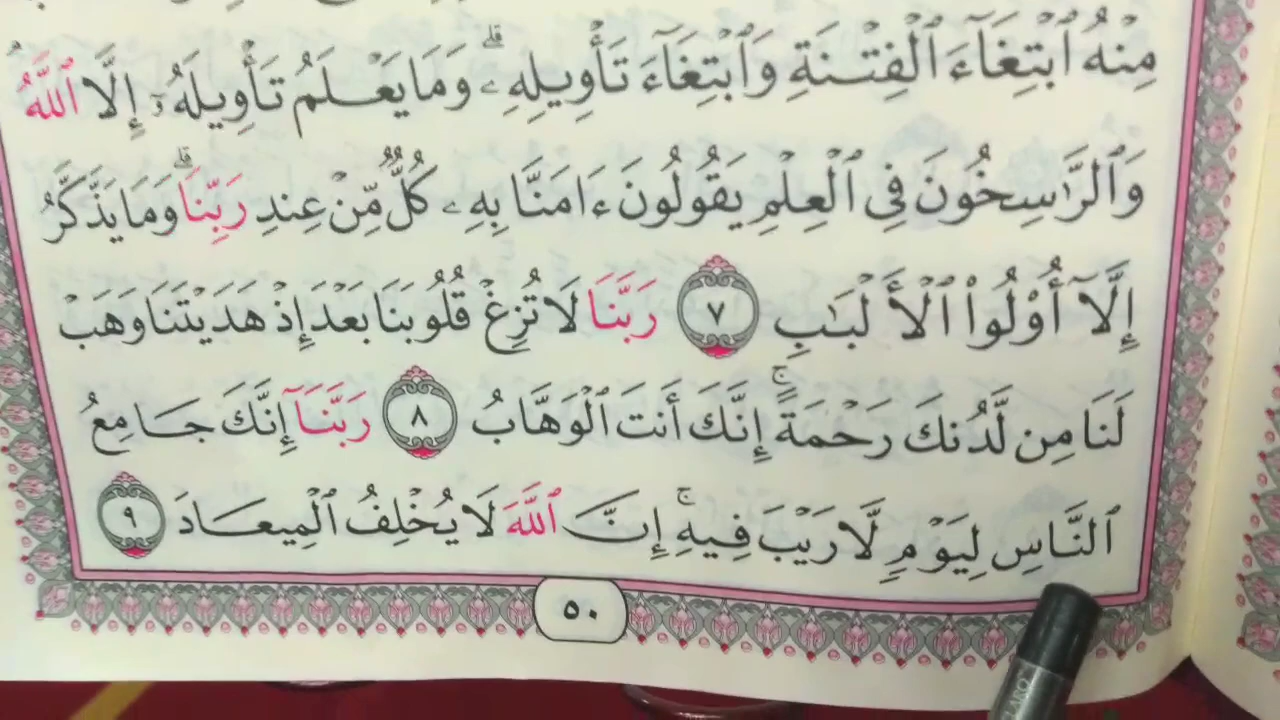 مِنْهُ ٱبْتِغَآءَ ٱلْفِتْنَةِ وَٱبْتِغَآءَ تَأْوِيلِهِۦۗ وَمَا يَعْلَمُ تَأْوِيلَهُۥٓ إِلَّا ٱللَّهُۗ
وَٱلرَّٰسِخُونَ فِى ٱلْعِلْمِ يَقُولُونَ ءَامَنَّا بِهِۦ كُلٌّ مِّنْ عِندِ رَبِّنَاۗ وَمَا يَذَّكَّرُ
إِلَّآ أُو۟لُوا۟ ٱلْأَلْبَٰبِ ٧ رَبَّنَا لَا تُزِغْ قُلُوبَنَا بَعْدَ إِذْ هَدَيْتَنَا وَهَبْ
لَنَا مِن لَّدُنكَ رَحْمَةًۚ إِنَّكَ أَنتَ ٱلْوَهَّابُ ٨ رَبَّنَآ إِنَّكَ جَامِعُ
ٱلنَّاسِ لِيَوْمٍ لَّا رَيْبَ فِيهِۚ إِنَّ ٱللَّهَ لَا يُخْلِفُ ٱلْمِيعَادَ ٩
٥٠